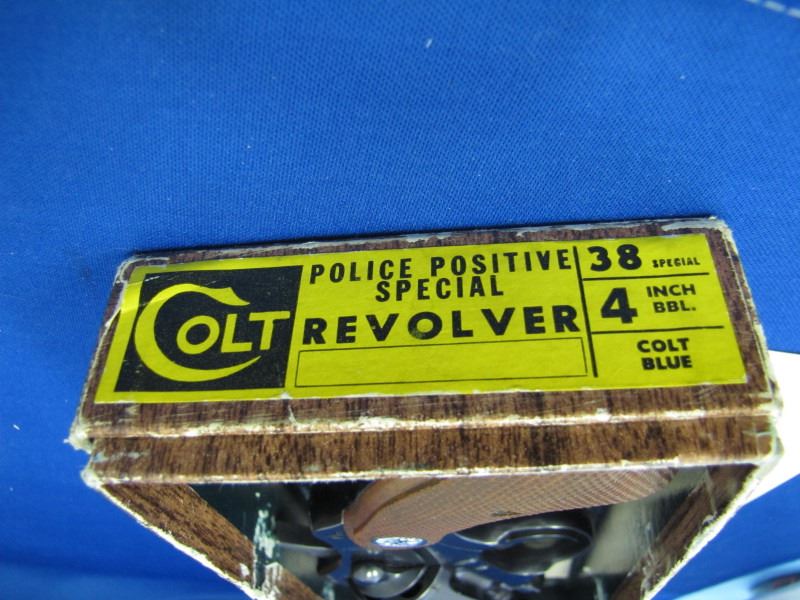 COLT
POLICE POSITIVE
SPECIAL
REVOLVER
38 SPECIAL
4 INCH
BBL.
COLT
BLUE